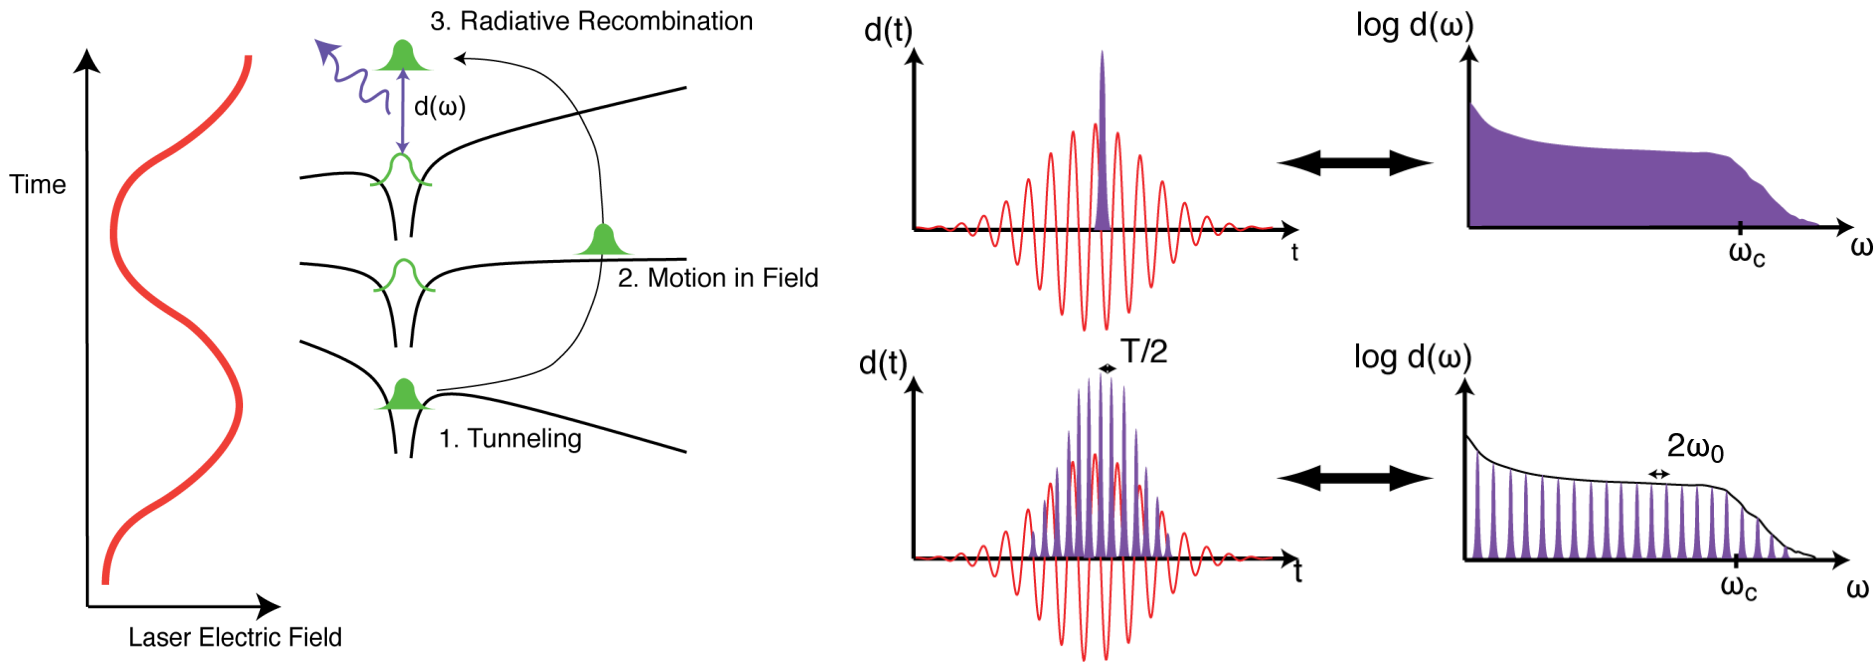 3. Radiative Recombination
d(ω)
Time
2. Motion in Field
1. Tunneling
Laser Electric Field
d(t)
t
log d(ω)
ω
ωc
d(t)
T/2
t
log d(ω)
2ω0
ωc
ω